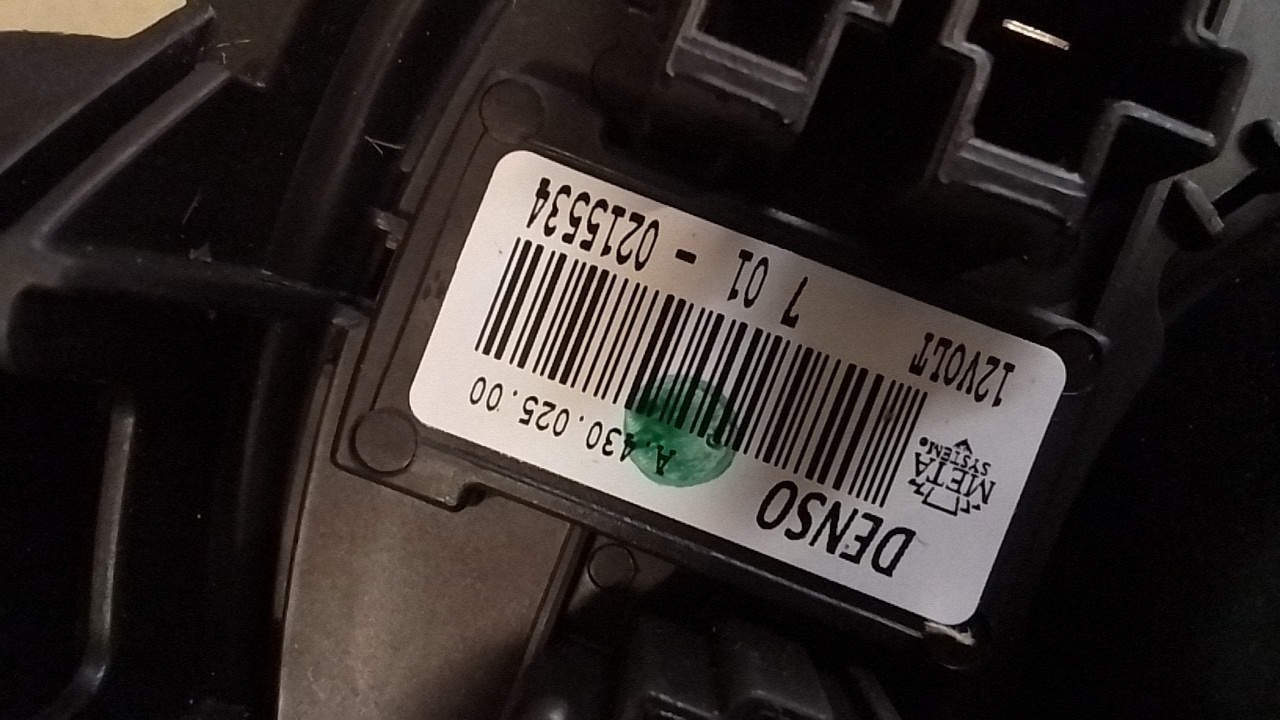 DENSO
META
SYSTEM
A.430.025.00
12VOLT
7 01 - 0215534